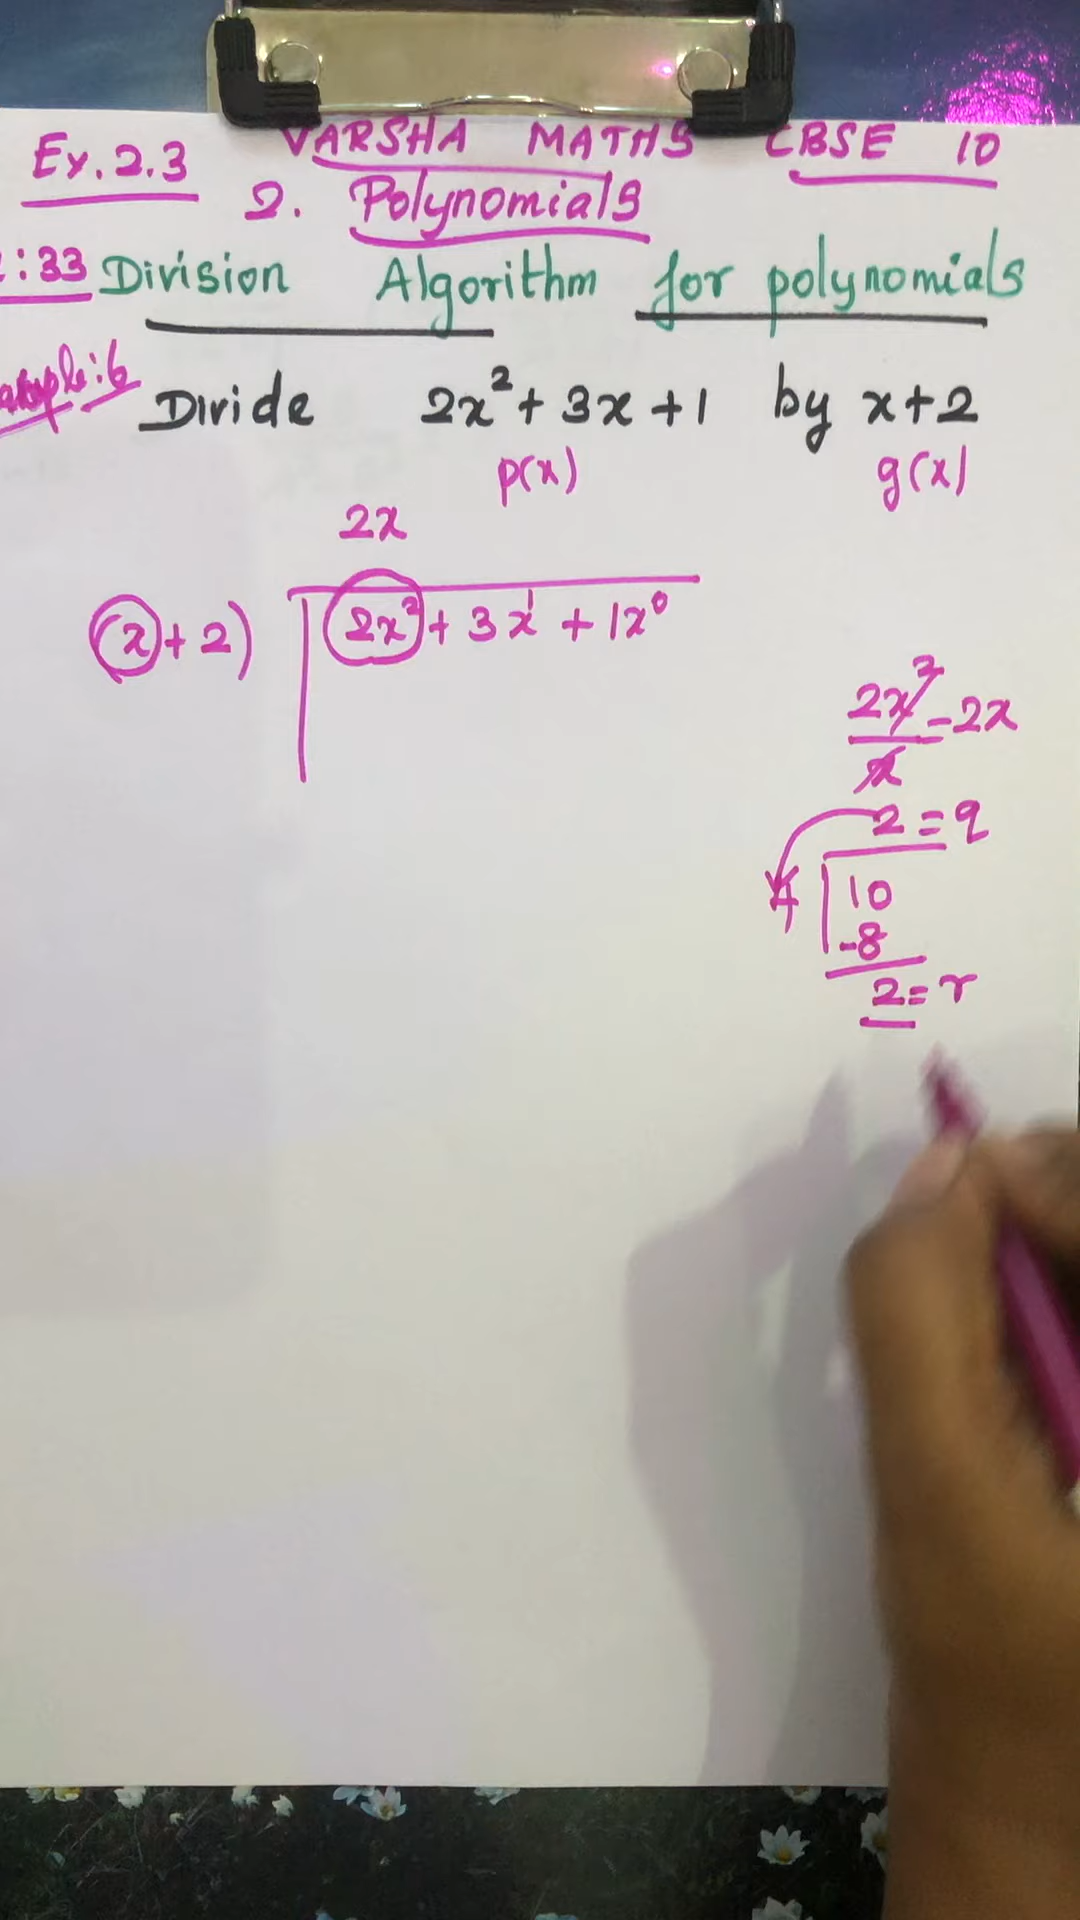 VARSHA MATHS CBSE 10
Ex. 2.3
2. Polynomials
:33 Division Algorithm for polynomials
:6 Divide 2x² + 3x + 1 by x+2
p(x) g(x)
2x
x + 2) 2x² + 3x¹ + 1x⁰
2x² = 2x
x
2 = q
4 10
-8
2 = r